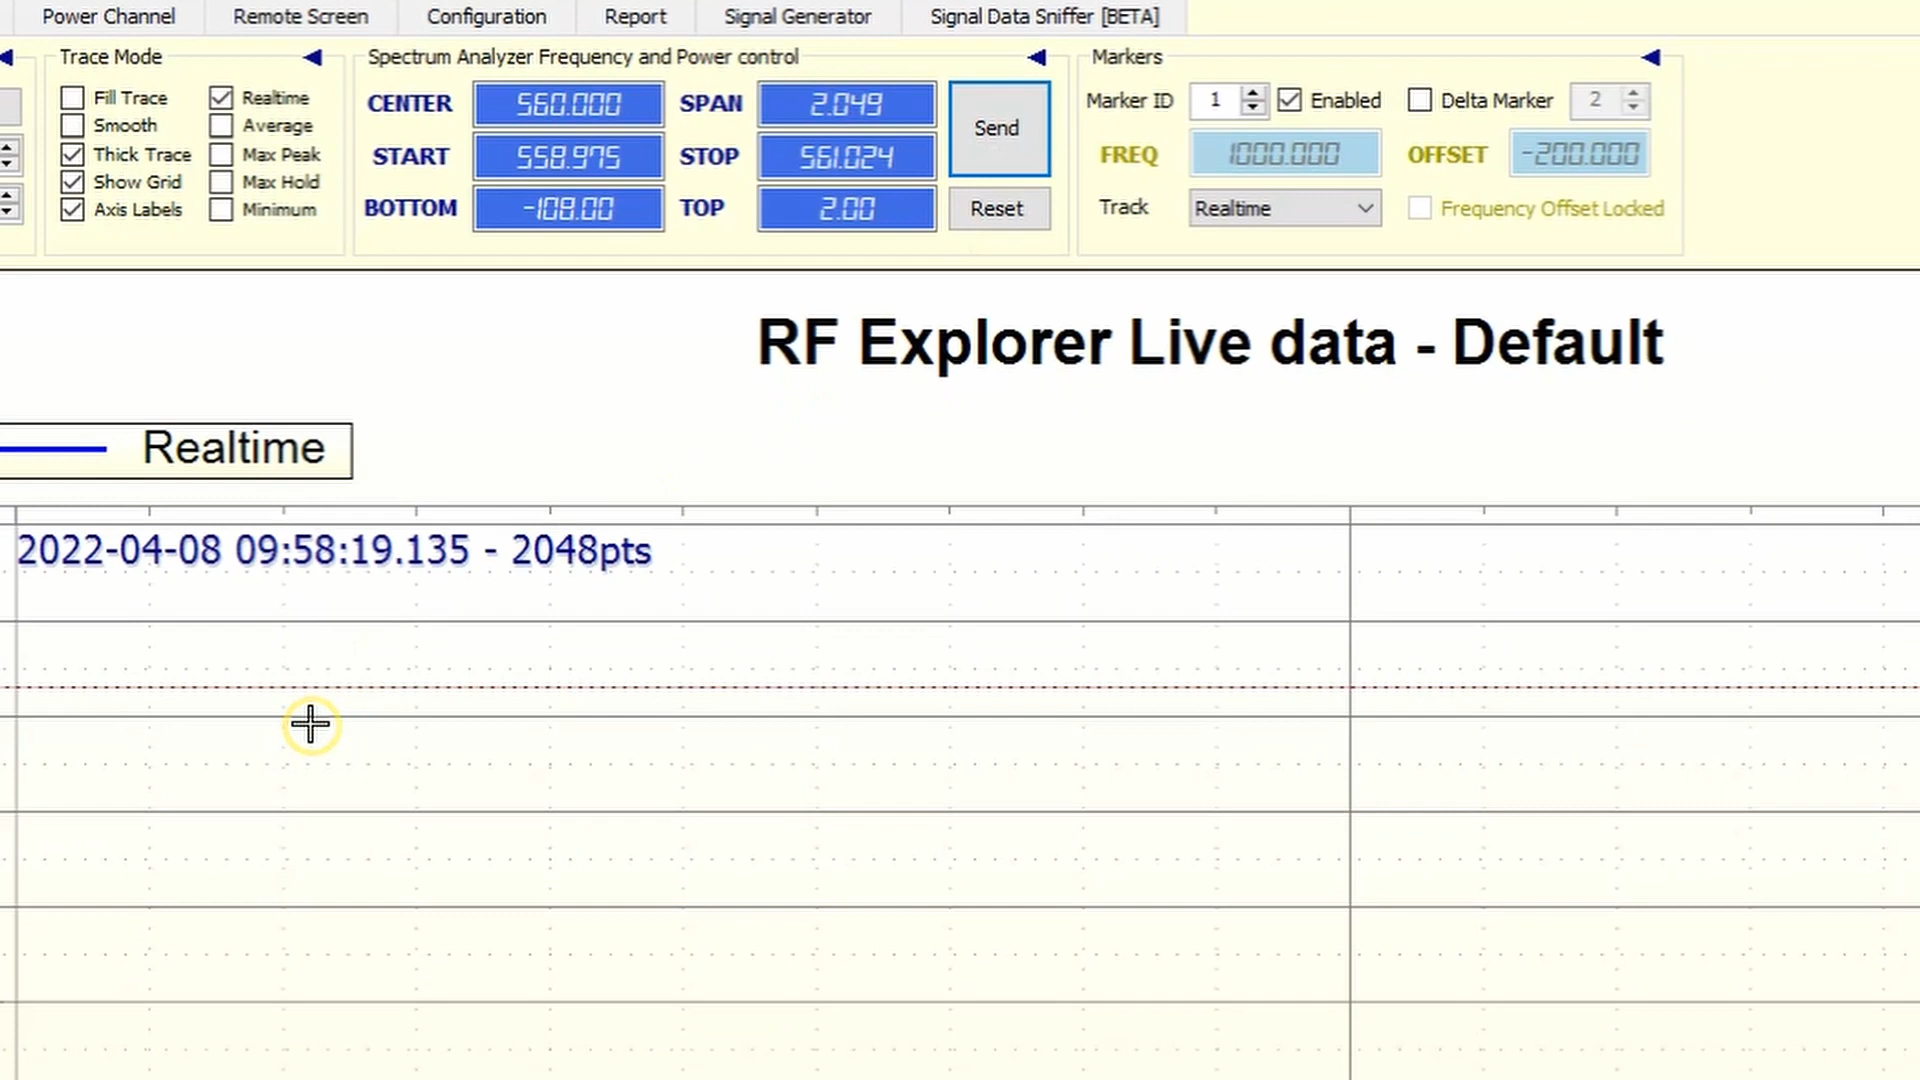 Power Channel Remote Screen Configuration Report Signal Generator Signal Data Sniffer [BETA]
Trace Mode
Fill Trace Realtime
Smooth Average
Thick Trace Max Peak
Show Grid Max Hold
Axis Labels Minimum
Spectrum Analyzer Frequency and Power control
CENTER 560.000 SPAN 2.049
START 558.975 STOP 561.024
BOTTOM -108.00 TOP 2.00
Send
Reset
Markers
Marker ID 1 Enabled Delta Marker 2
FREQ 1000.000 OFFSET -200.000
Track Realtime Frequency Offset Locked
RF Explorer Live data - Default
Realtime
2022-04-08 09:58:19.135 - 2048pts